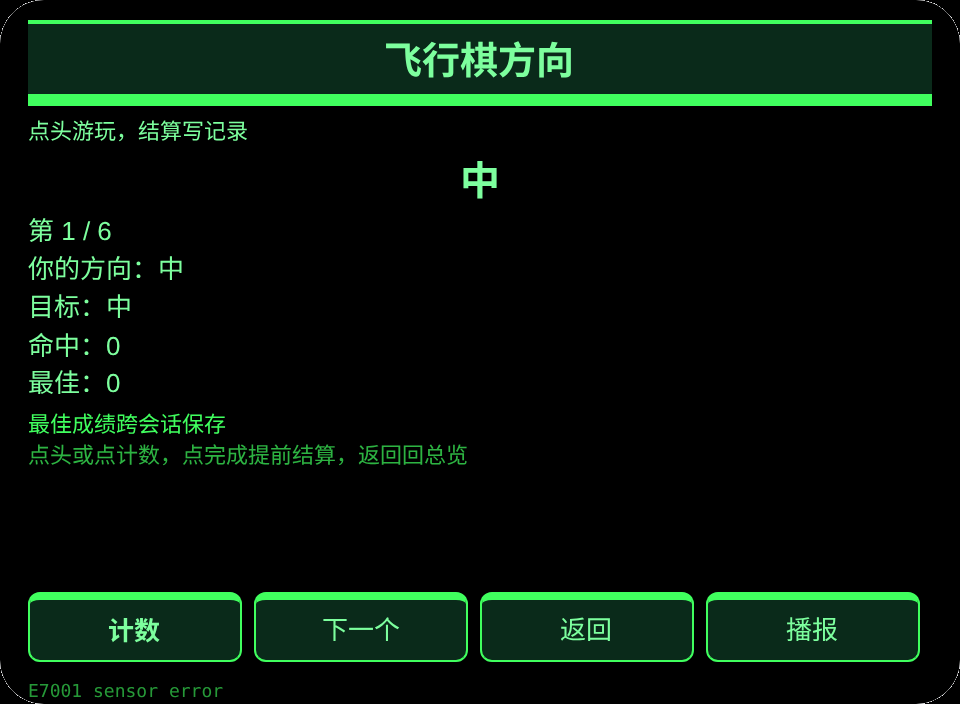 飞行棋方向
点头游玩，结算写记录
中
第 1 / 6
你的方向：中
目标：中
命中：0
最佳：0
最佳成绩跨会话保存
点头或点计数，点完成提前结算，返回回总览
计数
下一个
返回
播报
E7001 sensor error